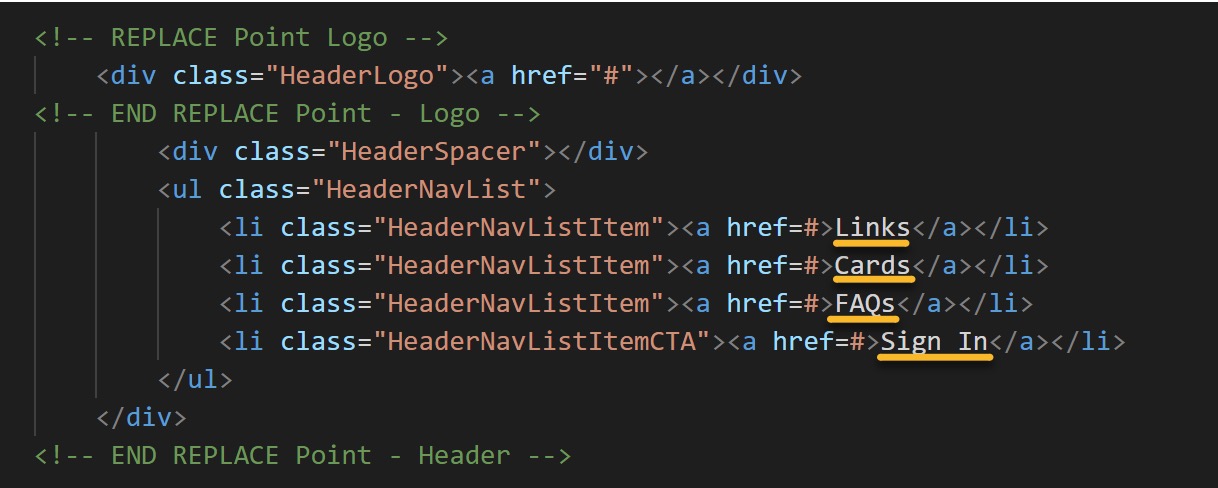 <!-- REPLACE Point Logo -->
<div class="HeaderLogo"><a href="#"></a></div>
<!-- END REPLACE Point - Logo -->
<div class="HeaderSpacer"></div>
<ul class="HeaderNavList">
<li class="HeaderNavListItem"><a href=#>Links</a></li>
<li class="HeaderNavListItem"><a href=#>Cards</a></li>
<li class="HeaderNavListItem"><a href=#>FAQs</a></li>
<li class="HeaderNavListItemCTA"><a href=#>Sign In</a></li>
</ul>
</div>
<!-- END REPLACE Point - Header -->